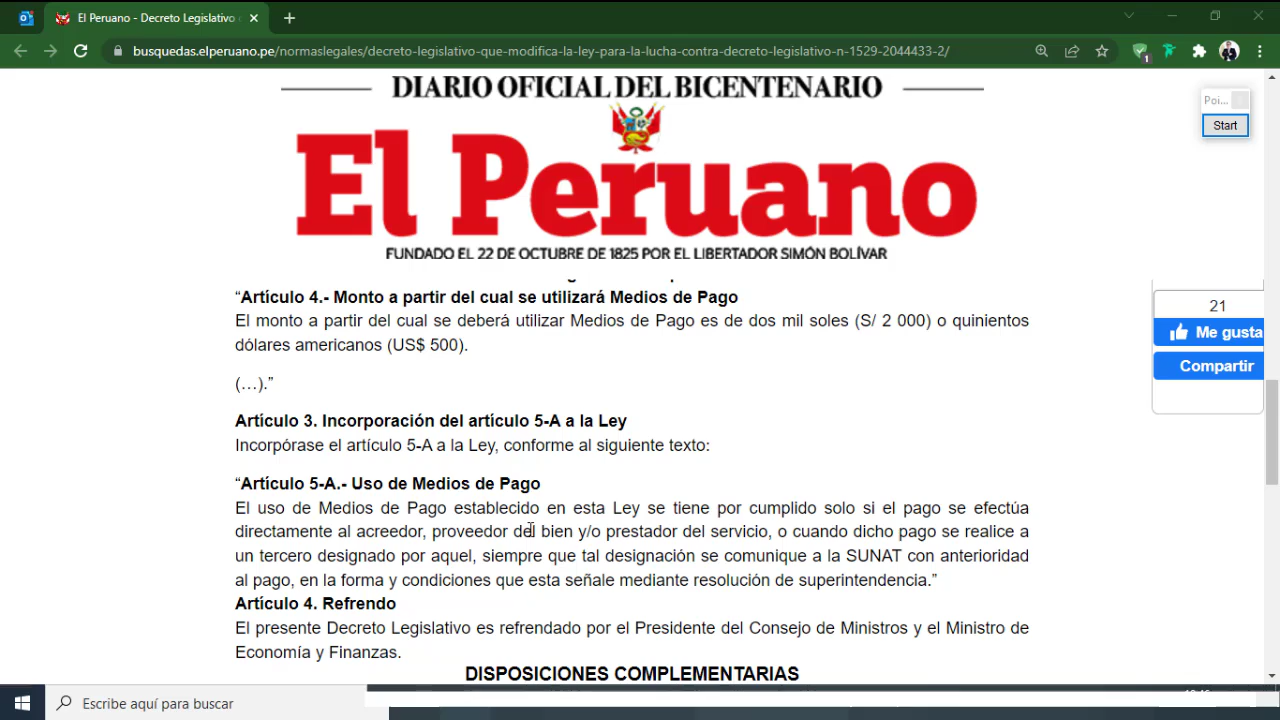 El Peruano - Decreto Legislativo
busquedas.elperuano.pe/normaslegales/decreto-legislativo-que-modifica-la-ley-para-la-lucha-contra-decreto-legislativo-n-1529-2044433-2/
1
DIARIO OFICIAL DEL BICENTENARIO
Poi...
Start
El Peruano
FUNDADO EL 22 DE OCTUBRE DE 1825 POR EL LIBERTADOR SIMÓN BOLÍVAR
“Artículo 4.- Monto a partir del cual se utilizará Medios de Pago
El monto a partir del cual se deberá utilizar Medios de Pago es de dos mil soles (S/ 2 000) o quinientos
dólares americanos (US$ 500).
(…).”
21
Me gusta
Compartir
Artículo 3. Incorporación del artículo 5-A a la Ley
Incorpórase el artículo 5-A a la Ley, conforme al siguiente texto:
“Artículo 5-A.- Uso de Medios de Pago
El uso de Medios de Pago establecido en esta Ley se tiene por cumplido solo si el pago se efectúa
directamente al acreedor, proveedor del bien y/o prestador del servicio, o cuando dicho pago se realice a
un tercero designado por aquel, siempre que tal designación se comunique a la SUNAT con anterioridad
al pago, en la forma y condiciones que esta señale mediante resolución de superintendencia.”
Artículo 4. Refrendo
El presente Decreto Legislativo es refrendado por el Presidente del Consejo de Ministros y el Ministro de
Economía y Finanzas.
DISPOSICIONES COMPLEMENTARIAS
Escribe aquí para buscar